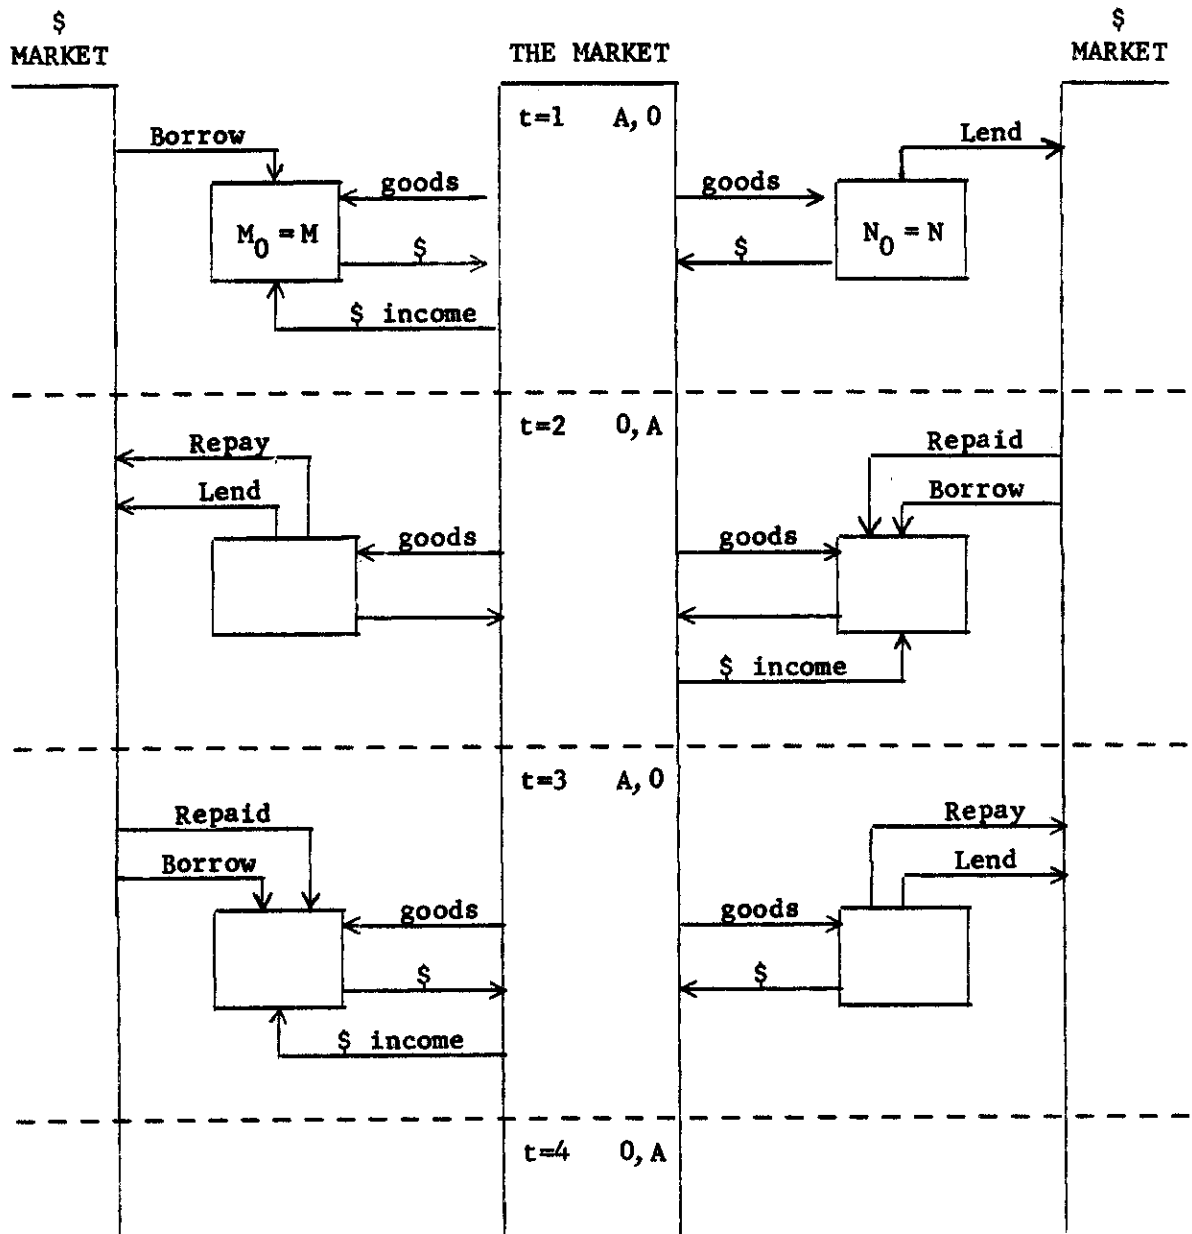 $ $
MARKET THE MARKET MARKET
t=1 A,0
Borrow Lend
goods goods
M0 = M N0 = N
$ $
$ income
t=2 0,A
Repay Repaid
Lend Borrow
goods goods
$ income
t=3 A,0
Repaid Repay
Borrow Lend
goods goods
$ $
$ income
t=4 0,A